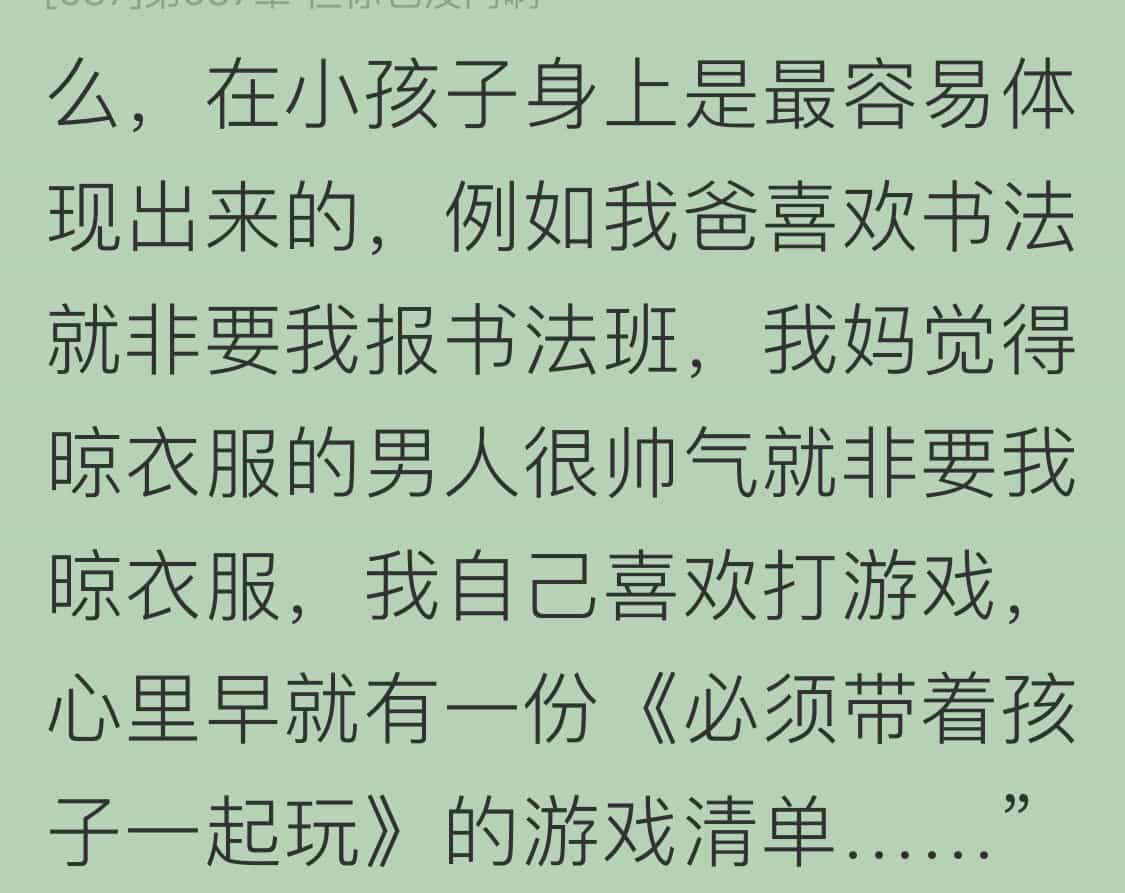 么，在小孩子身上是最容易体
现出来的，例如我爸喜欢书法
就非要我报书法班，我妈觉得
晾衣服的男人很帅气就非要我
晾衣服，我自己喜欢打游戏，
心里早就有一份《必须带着孩
子一起玩》的游戏清单……”